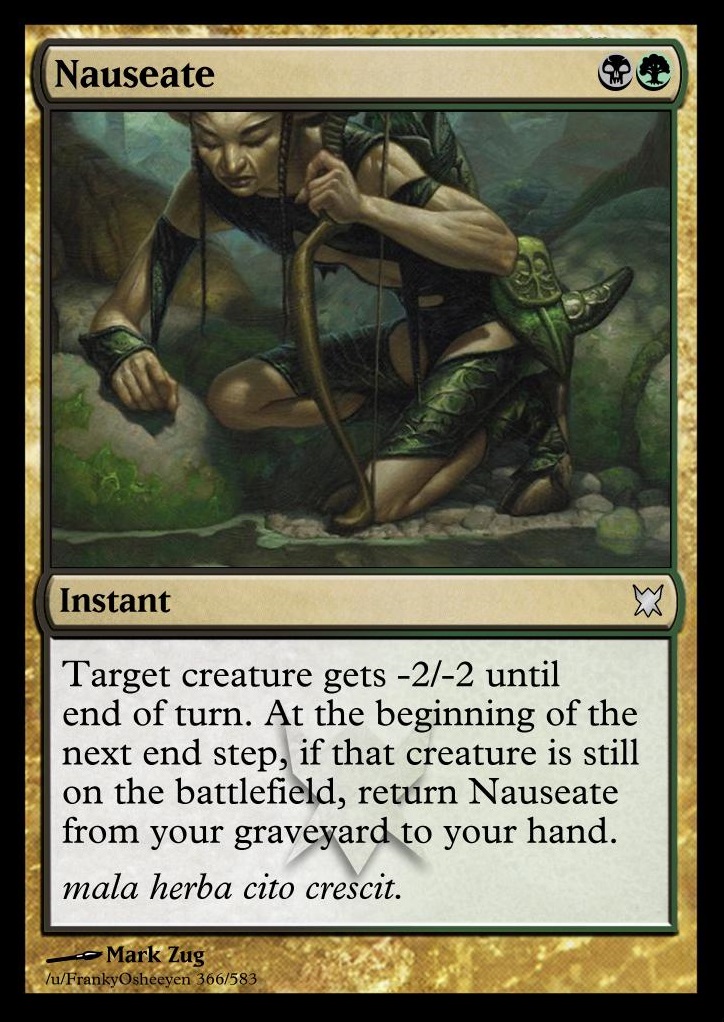 Nauseate
Instant
Target creature gets -2/-2 until
end of turn. At the beginning of the
next end step, if that creature is still
on the battlefield, return Nauseate
from your graveyard to your hand.
mala herba cito crescit.
Mark Zug
/u/FrankyOsheeyen 366/583